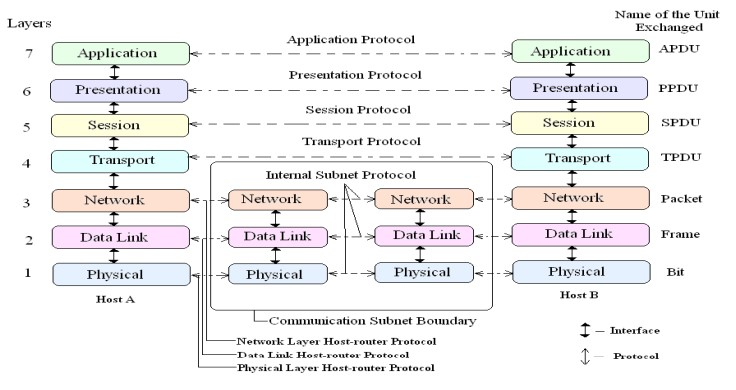 Layers
Name of the Unit
Exchanged
7 Application Application Protocol Application APDU
6 Presentation Presentation Protocol Presentation PPDU
5 Session Session Protocol Session SPDU
4 Transport Transport Protocol Transport TPDU
Internal Subnet Protocol
3 Network Network Network Network Packet
2 Data Link Data Link Data Link Data Link Frame
1 Physical Physical Physical Physical Bit
Host A Host B
Communication Subnet Boundary
Network Layer Host-router Protocol
Data Link Host-router Protocol
Physical Layer Host-router Protocol
– Interface
– Protocol